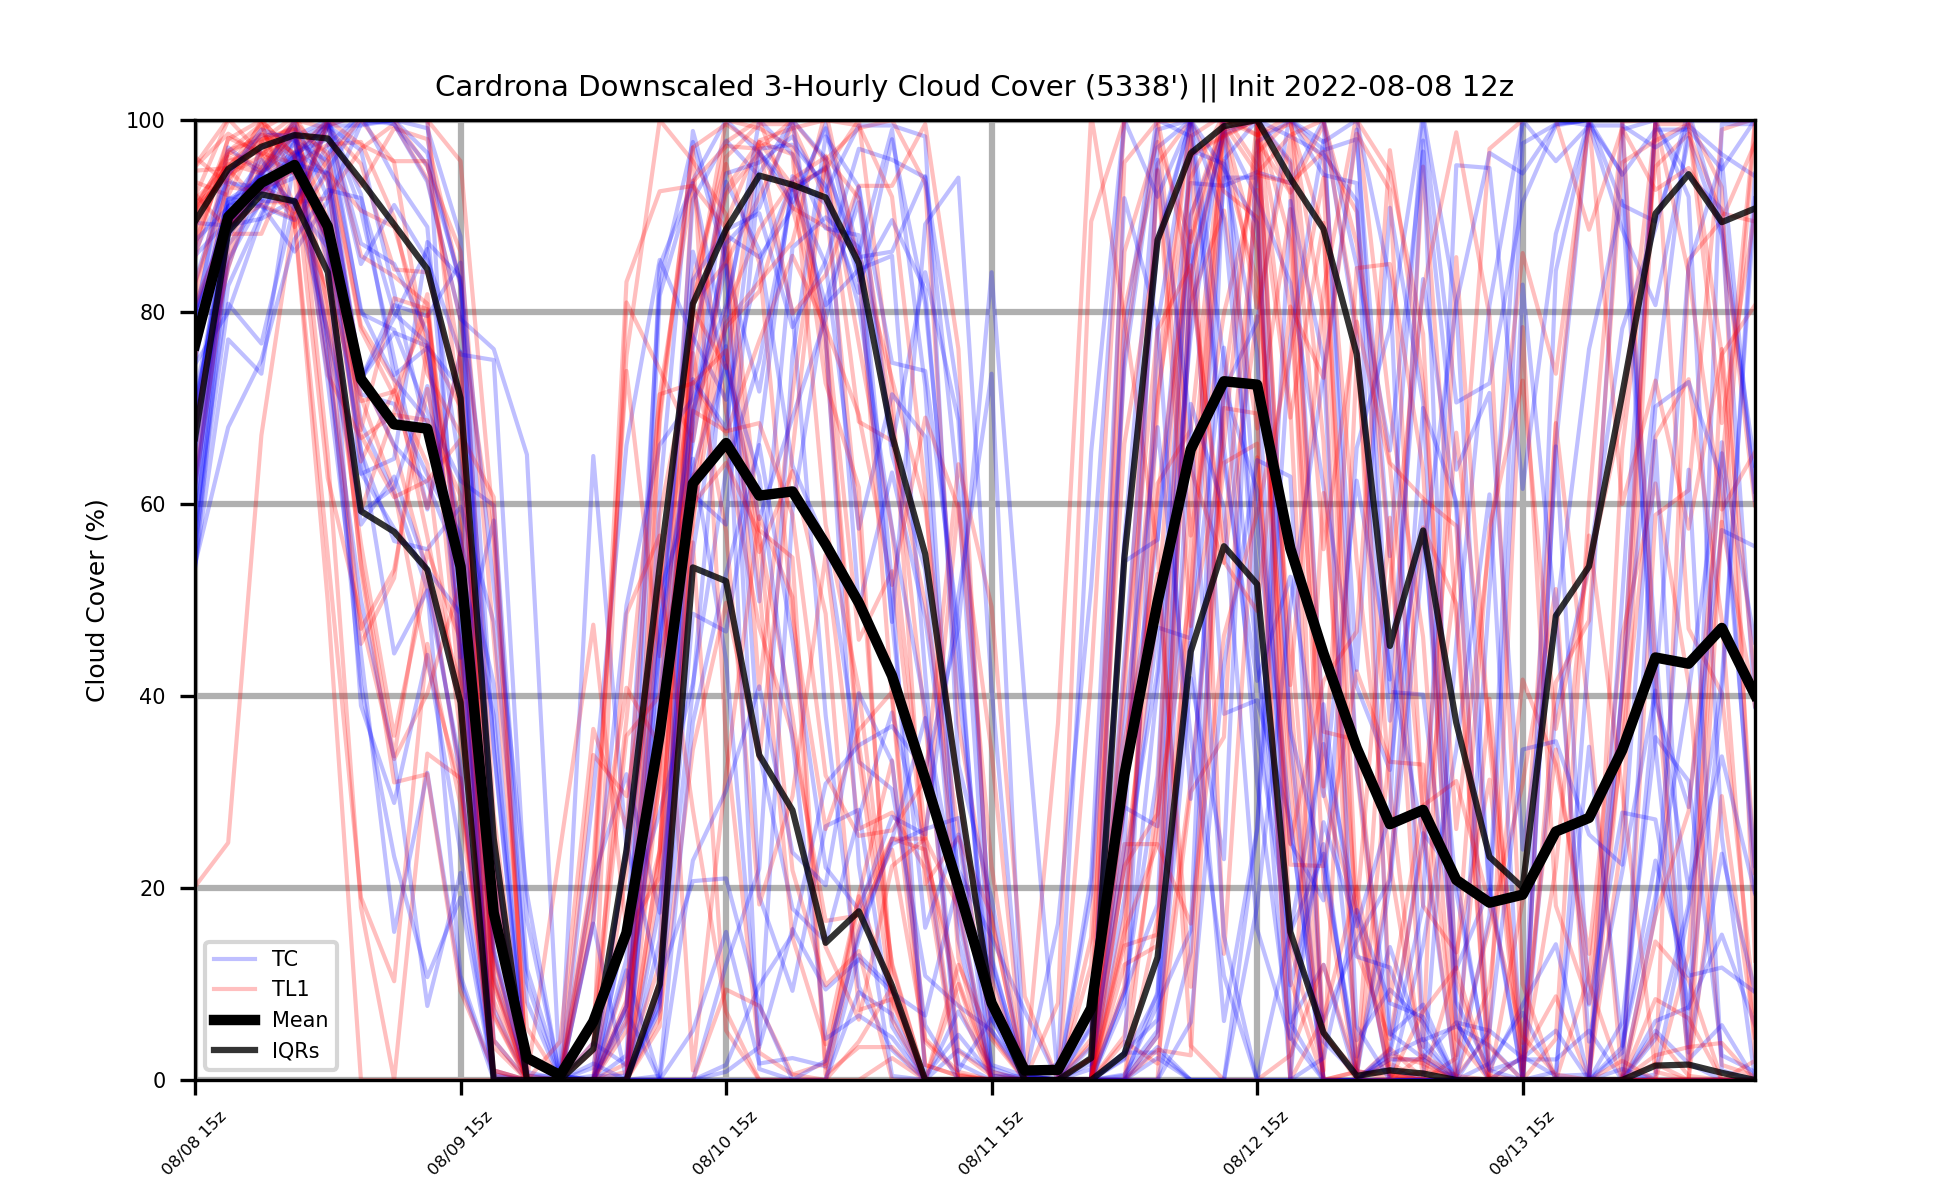 Cardrona Downscaled 3-Hourly Cloud Cover (5338') || Init 2022-08-08 12z
Cloud Cover (%)
100
80
60
40
20
0
TC
TL1
Mean
IQRs
08/08 15z
08/09 15z
08/10 15z
08/11 15z
08/12 15z
08/13 15z